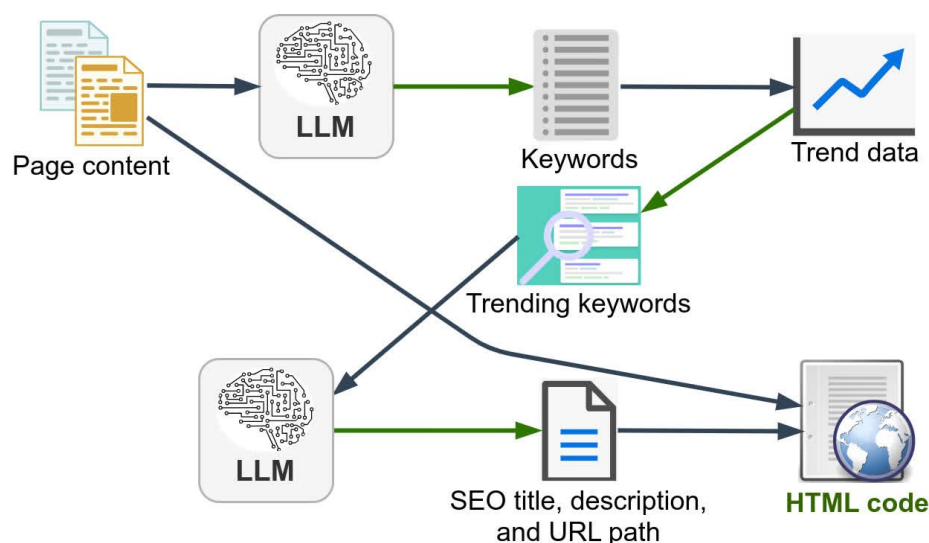 LLM
Page content
Keywords
Trend data
Trending keywords
LLM
SEO title, description,
and URL path
HTML code